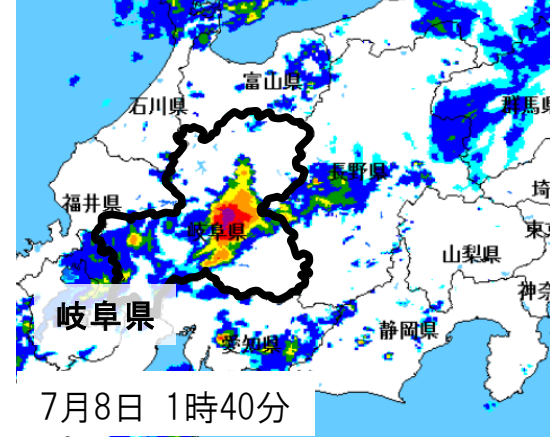 富山県
石川県
群馬県
長野県
福井県
埼
岐阜県
東京
山梨県
神奈
岐阜県
静岡県
愛知県
7月8日 1時40分